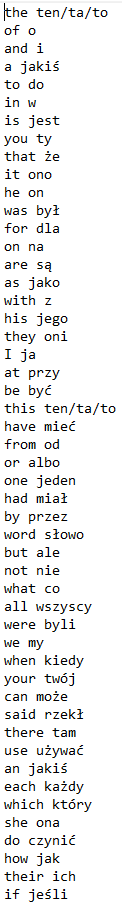 the ten/ta/to
of o
and i
a jakiś
to do
in w
is jest
you ty
that że
it ono
he on
was był
for dla
on na
are są
as jako
with z
his jego
they oni
I ja
at przy
be być
this ten/ta/to
have mieć
from od
or albo
one jeden
had miał
by przez
word słowo
but ale
not nie
what co
all wszyscy
were byli
we my
when kiedy
your twój
can może
said rzekł
there tam
use używać
an jakiś
each każdy
which który
she ona
do czynić
how jak
their ich
if jeśli